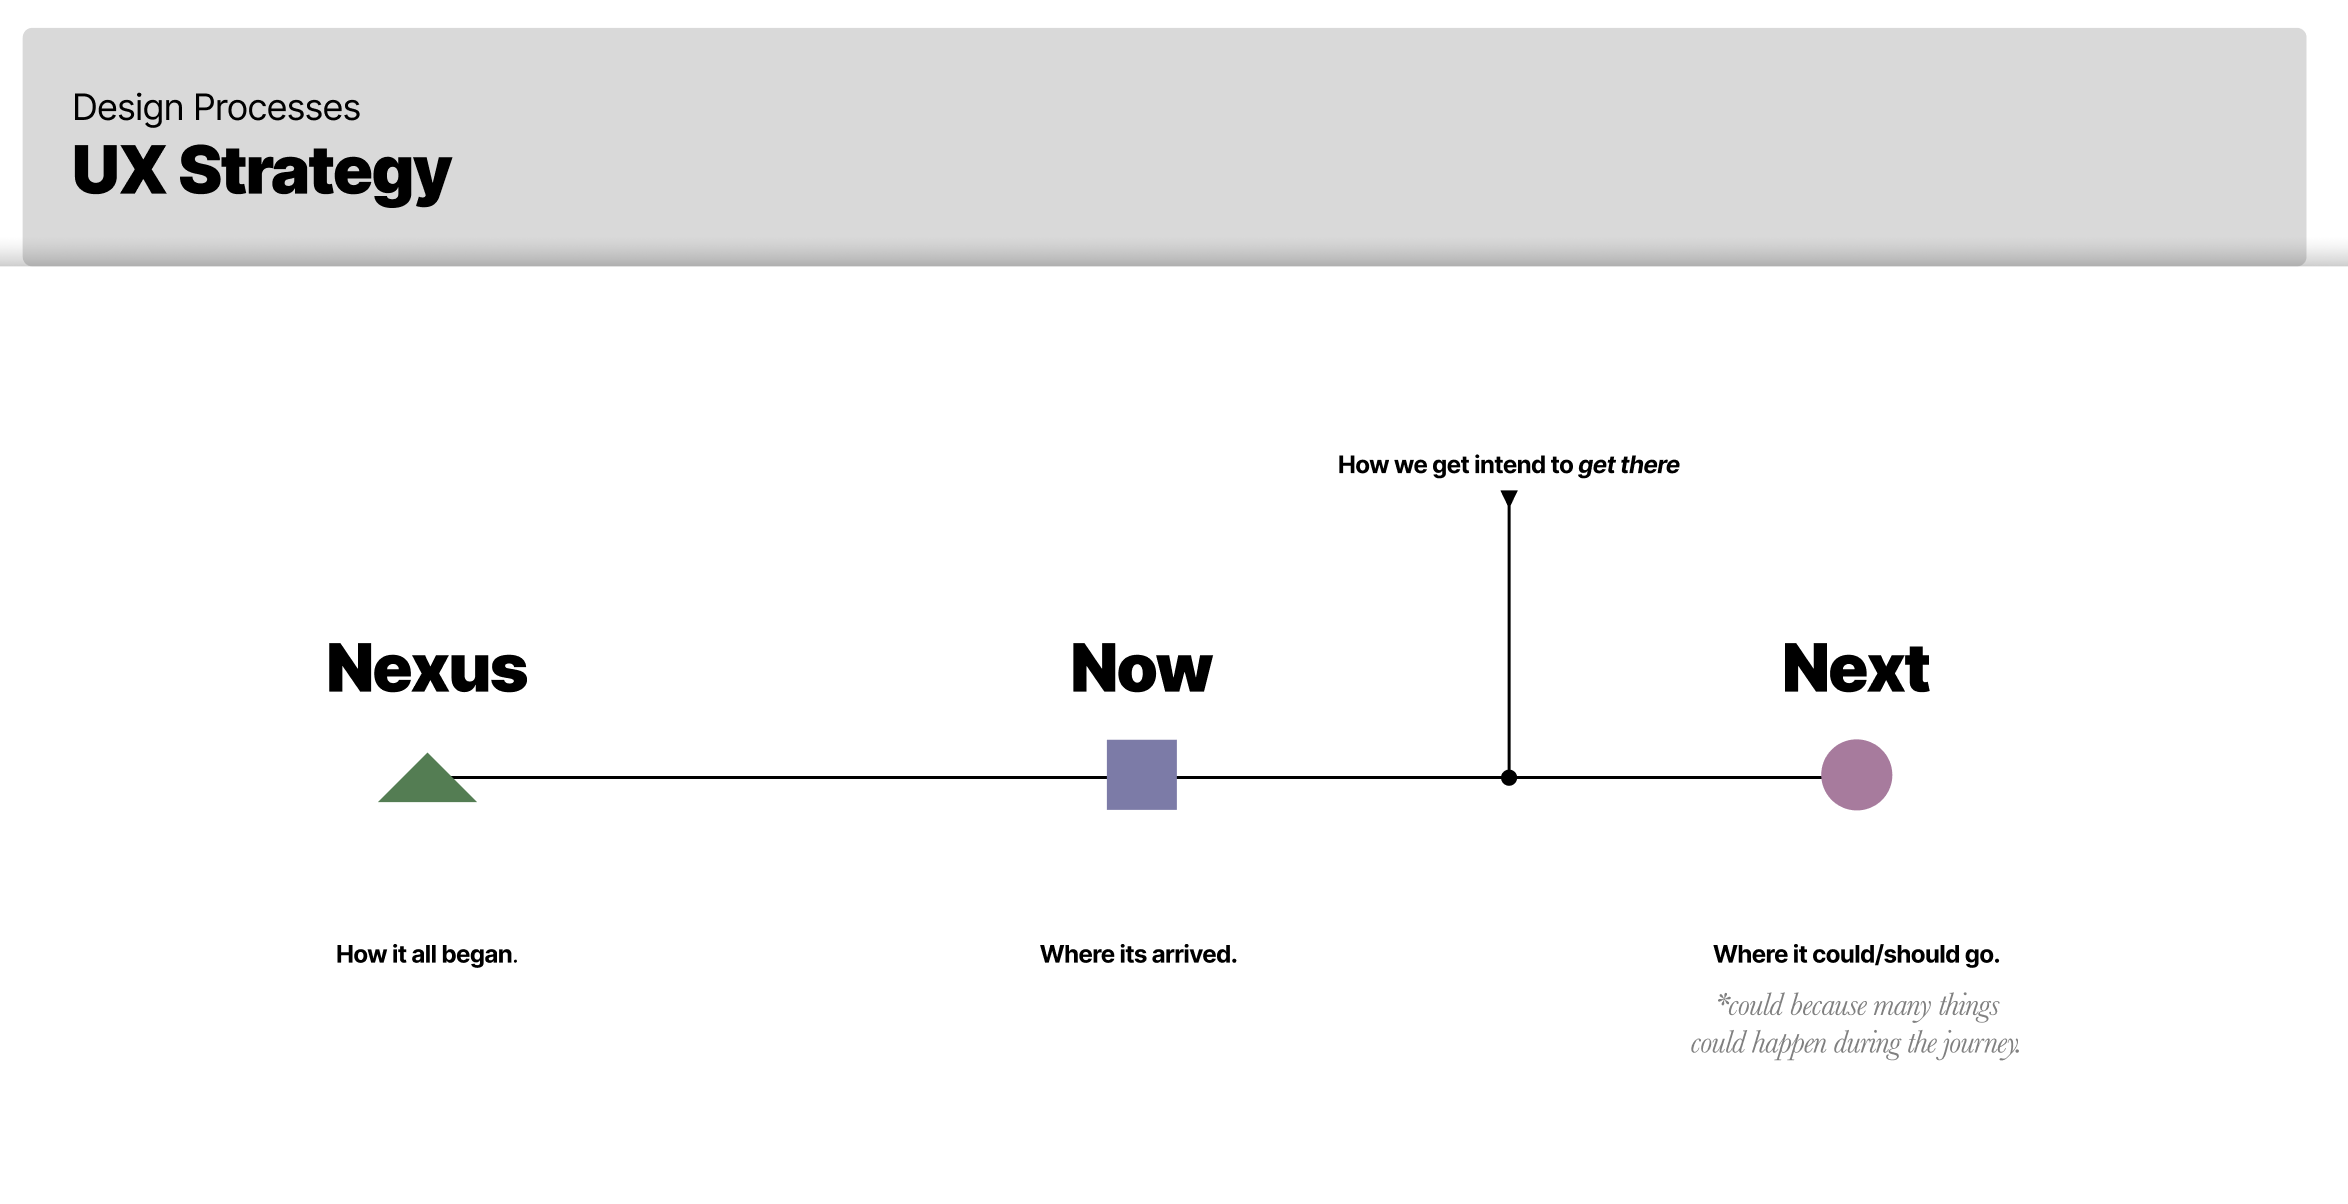 Design Processes
UX Strategy
How we get intend to get there
Nexus
Now
Next
How it all began.
Where its arrived.
Where it could/should go.
*could because many things
could happen during the journey.